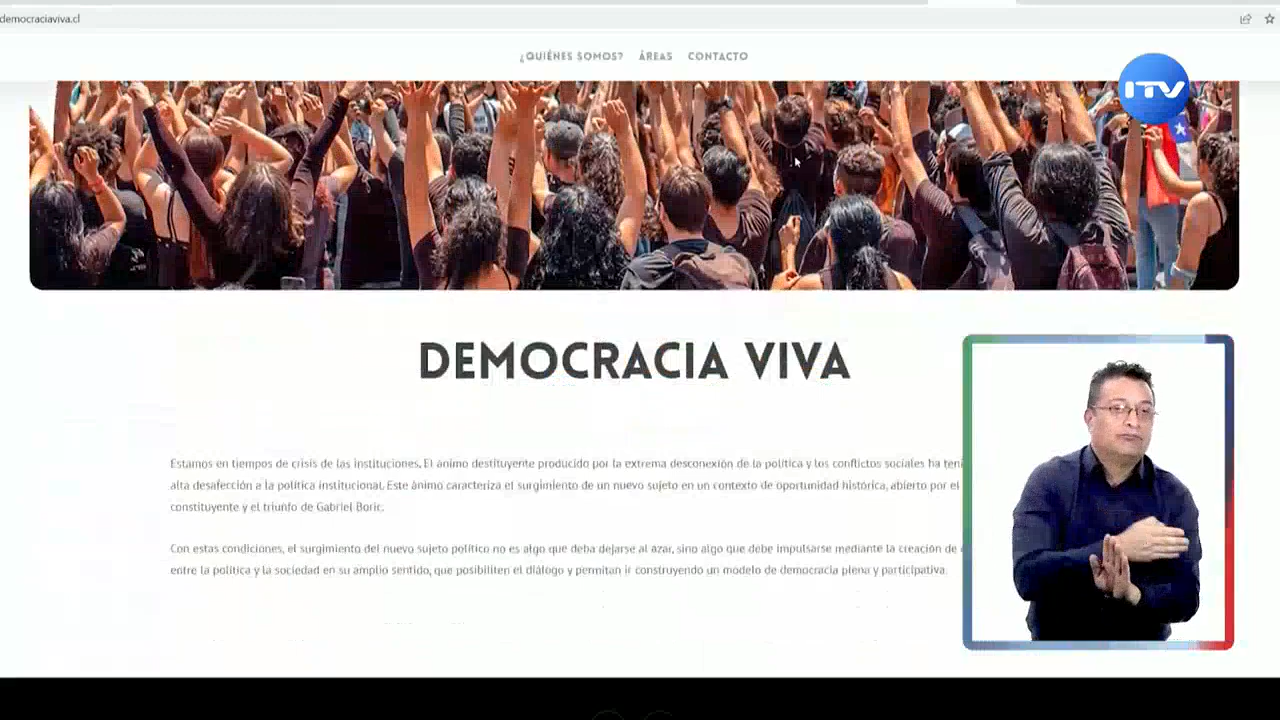 democraciaviva.cl
¿QUIÉNES SOMOS? ÁREAS CONTACTO
ITV
DEMOCRACIA VIVA
Estamos en tiempos de crisis de las instituciones. El ánimo destituyente producido por la extrema desconexión de la política y los conflictos sociales ha
alta desafección a la política institucional. Este ánimo caracteriza el surgimiento de un nuevo sujeto en un contexto de oportunidad histórica, abierto por el
constituyente y el triunfo de Gabriel Boric.
Con estas condiciones, el surgimiento del nuevo sujeto político no es algo que deba dejarse al azar, sino algo que debe impulsarse mediante la creación de
entre la política y la sociedad en su amplio sentido, que posibiliten el diálogo y permitan ir construyendo un modelo de democracia plena y participativa.